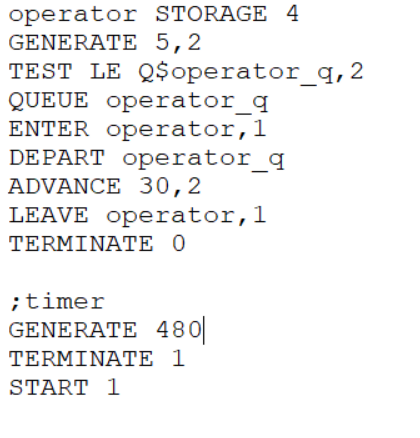 operator STORAGE 4
GENERATE 5,2
TEST LE Q$operator_q,2
QUEUE operator_q
ENTER operator,1
DEPART operator_q
ADVANCE 30,2
LEAVE operator,1
TERMINATE 0
;timer
GENERATE 480
TERMINATE 1
START 1